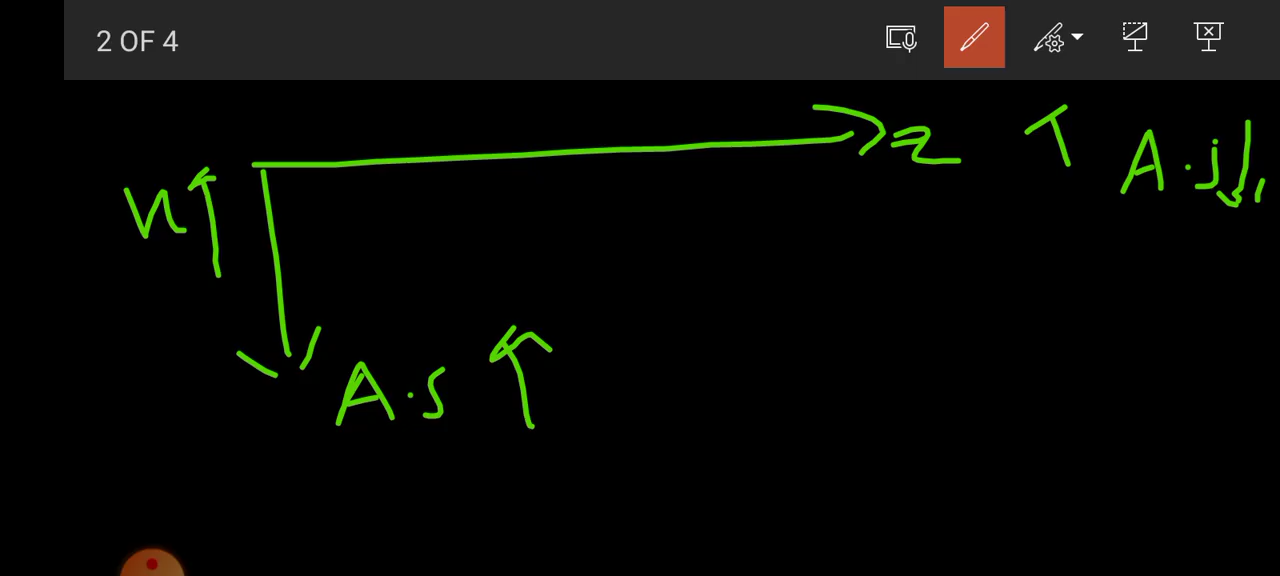 2 OF 4
z ↑ A.j↓
n↑
A.s ↑